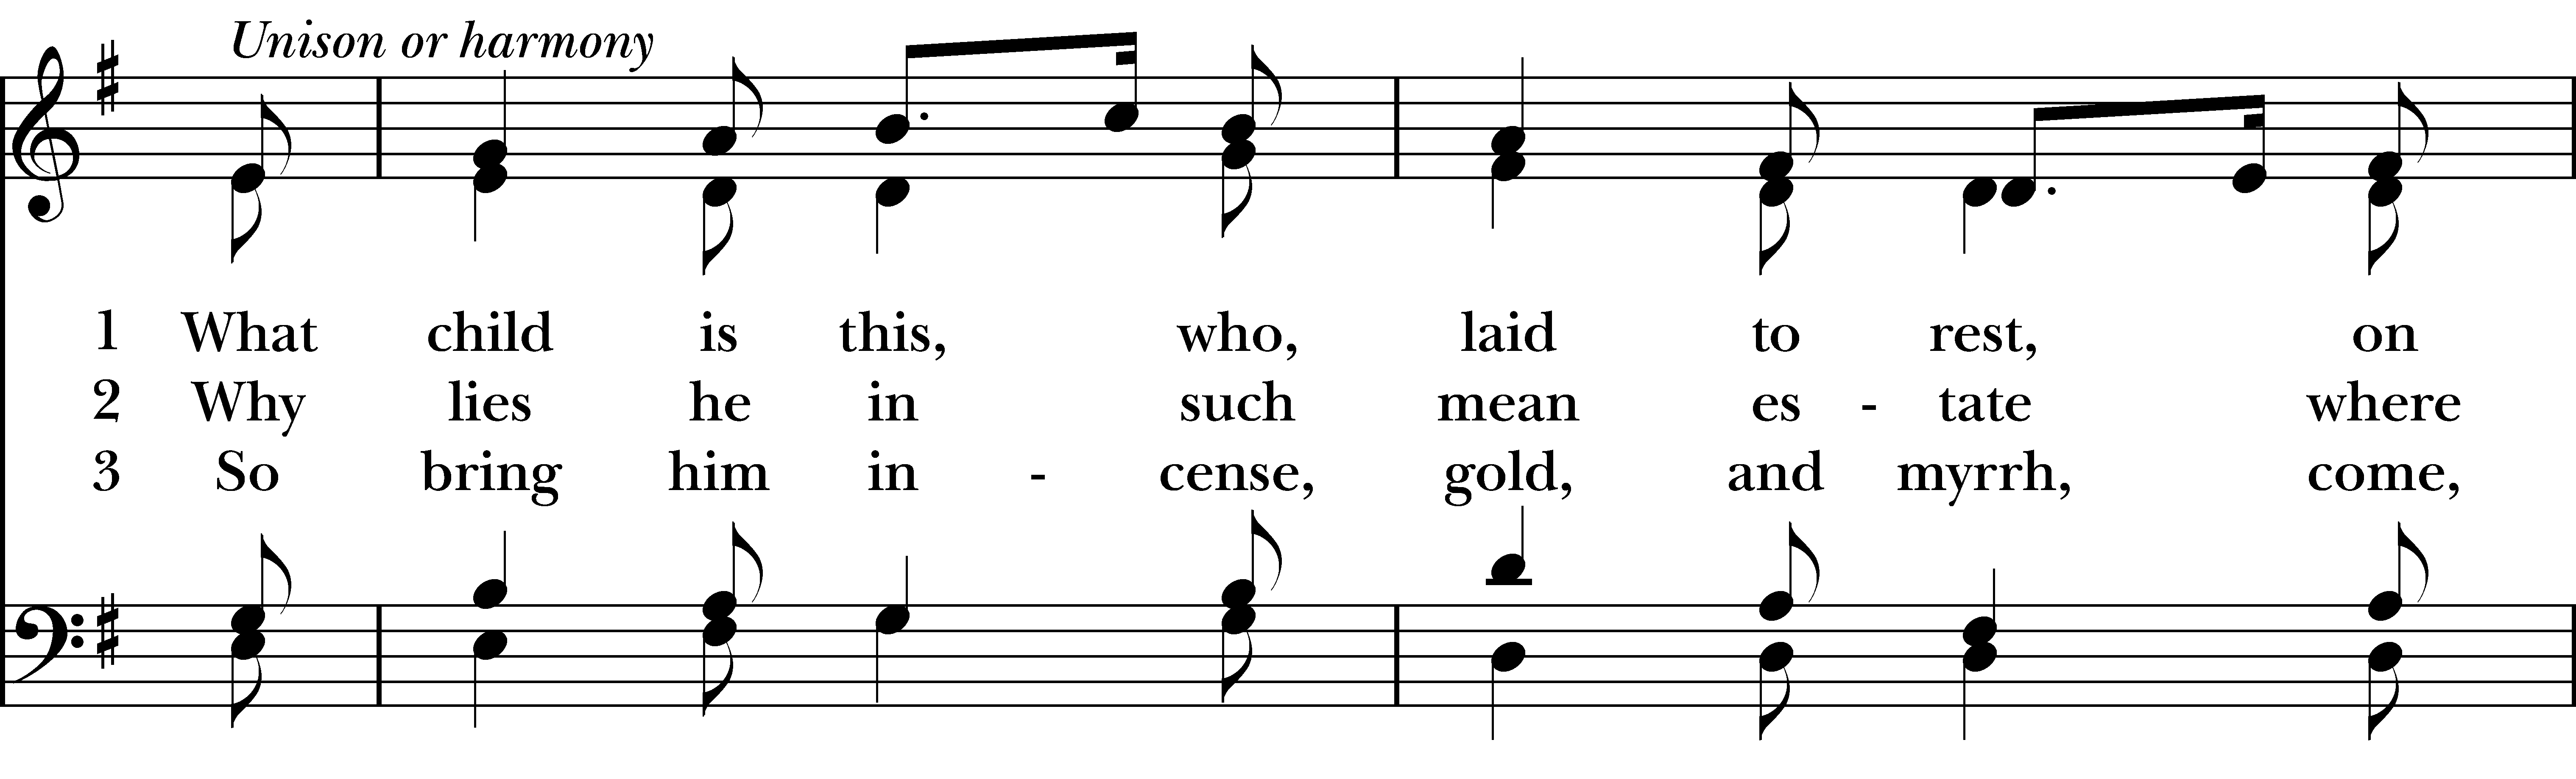 Unison or harmony
1 What child is this, who, laid to rest, on
2 Why lies he in such mean es - tate where
3 So bring him in - cense, gold, and myrrh, come,